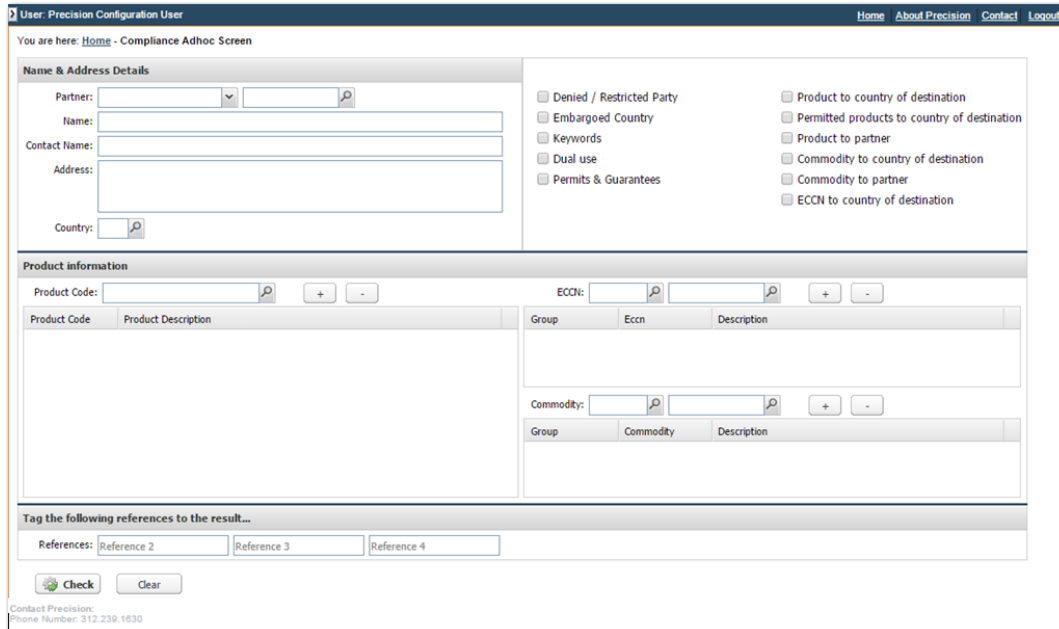 User: Precision Configuration User
Home About Precision Contact Logout
You are here: Home - Compliance Adhoc Screen
Name & Address Details
Partner:
Name:
Contact Name:
Address:
Country:
Denied / Restricted Party
Embargoed Country
Keywords
Dual use
Permits & Guarantees
Product to country of destination
Permitted products to country of destination
Product to partner
Commodity to country of destination
Commodity to partner
ECCN to country of destination
Product information
Product Code: + -
Product Code Product Description
ECCN: + -
Group Eccn Description
Commodity: + -
Group Commodity Description
Tag the following references to the result...
References: Reference 2 Reference 3 Reference 4
Check Clear
Contact Precision:
Phone Number: 312.239.1630